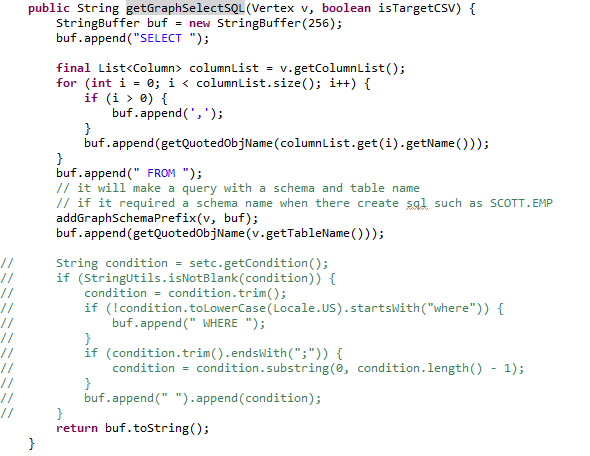 public String getGraphSelectSQL(Vertex v, boolean isTargetCSV) {
    StringBuffer buf = new StringBuffer(256);
    buf.append("SELECT ");

    final List<Column> columnList = v.getColumnList();
    for (int i = 0; i < columnList.size(); i++) {
        if (i > 0) {
            buf.append(',');
        }
        buf.append(getQuotedObjName(columnList.get(i).getName()));
    }
    buf.append(" FROM ");
    // it will make a query with a schema and table name
    // if it required a schema name when there create sql such as SCOTT.EMP
    addGraphSchemaPrefix(v, buf);
    buf.append(getQuotedObjName(v.getTableName()));

//      String condition = setc.getCondition();
//      if (StringUtils.isNotBlank(condition)) {
//          condition = condition.trim();
//          if (!condition.toLowerCase(Locale.US).startsWith("where")) {
//              buf.append(" WHERE ");
//          }
//          if (condition.trim().endsWith(";")) {
//              condition = condition.substring(0, condition.length() - 1);
//          }
//          buf.append(" ").append(condition);
//      }
    return buf.toString();
}